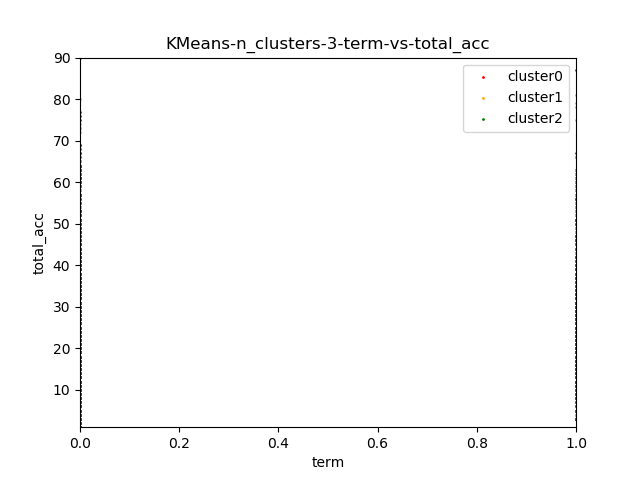 KMeans-n_clusters-3-term-vs-total_acc
90
80
70
60
50
40
30
20
10
total_acc
cluster0
cluster1
cluster2
0.0 0.2 0.4 0.6 0.8 1.0
term